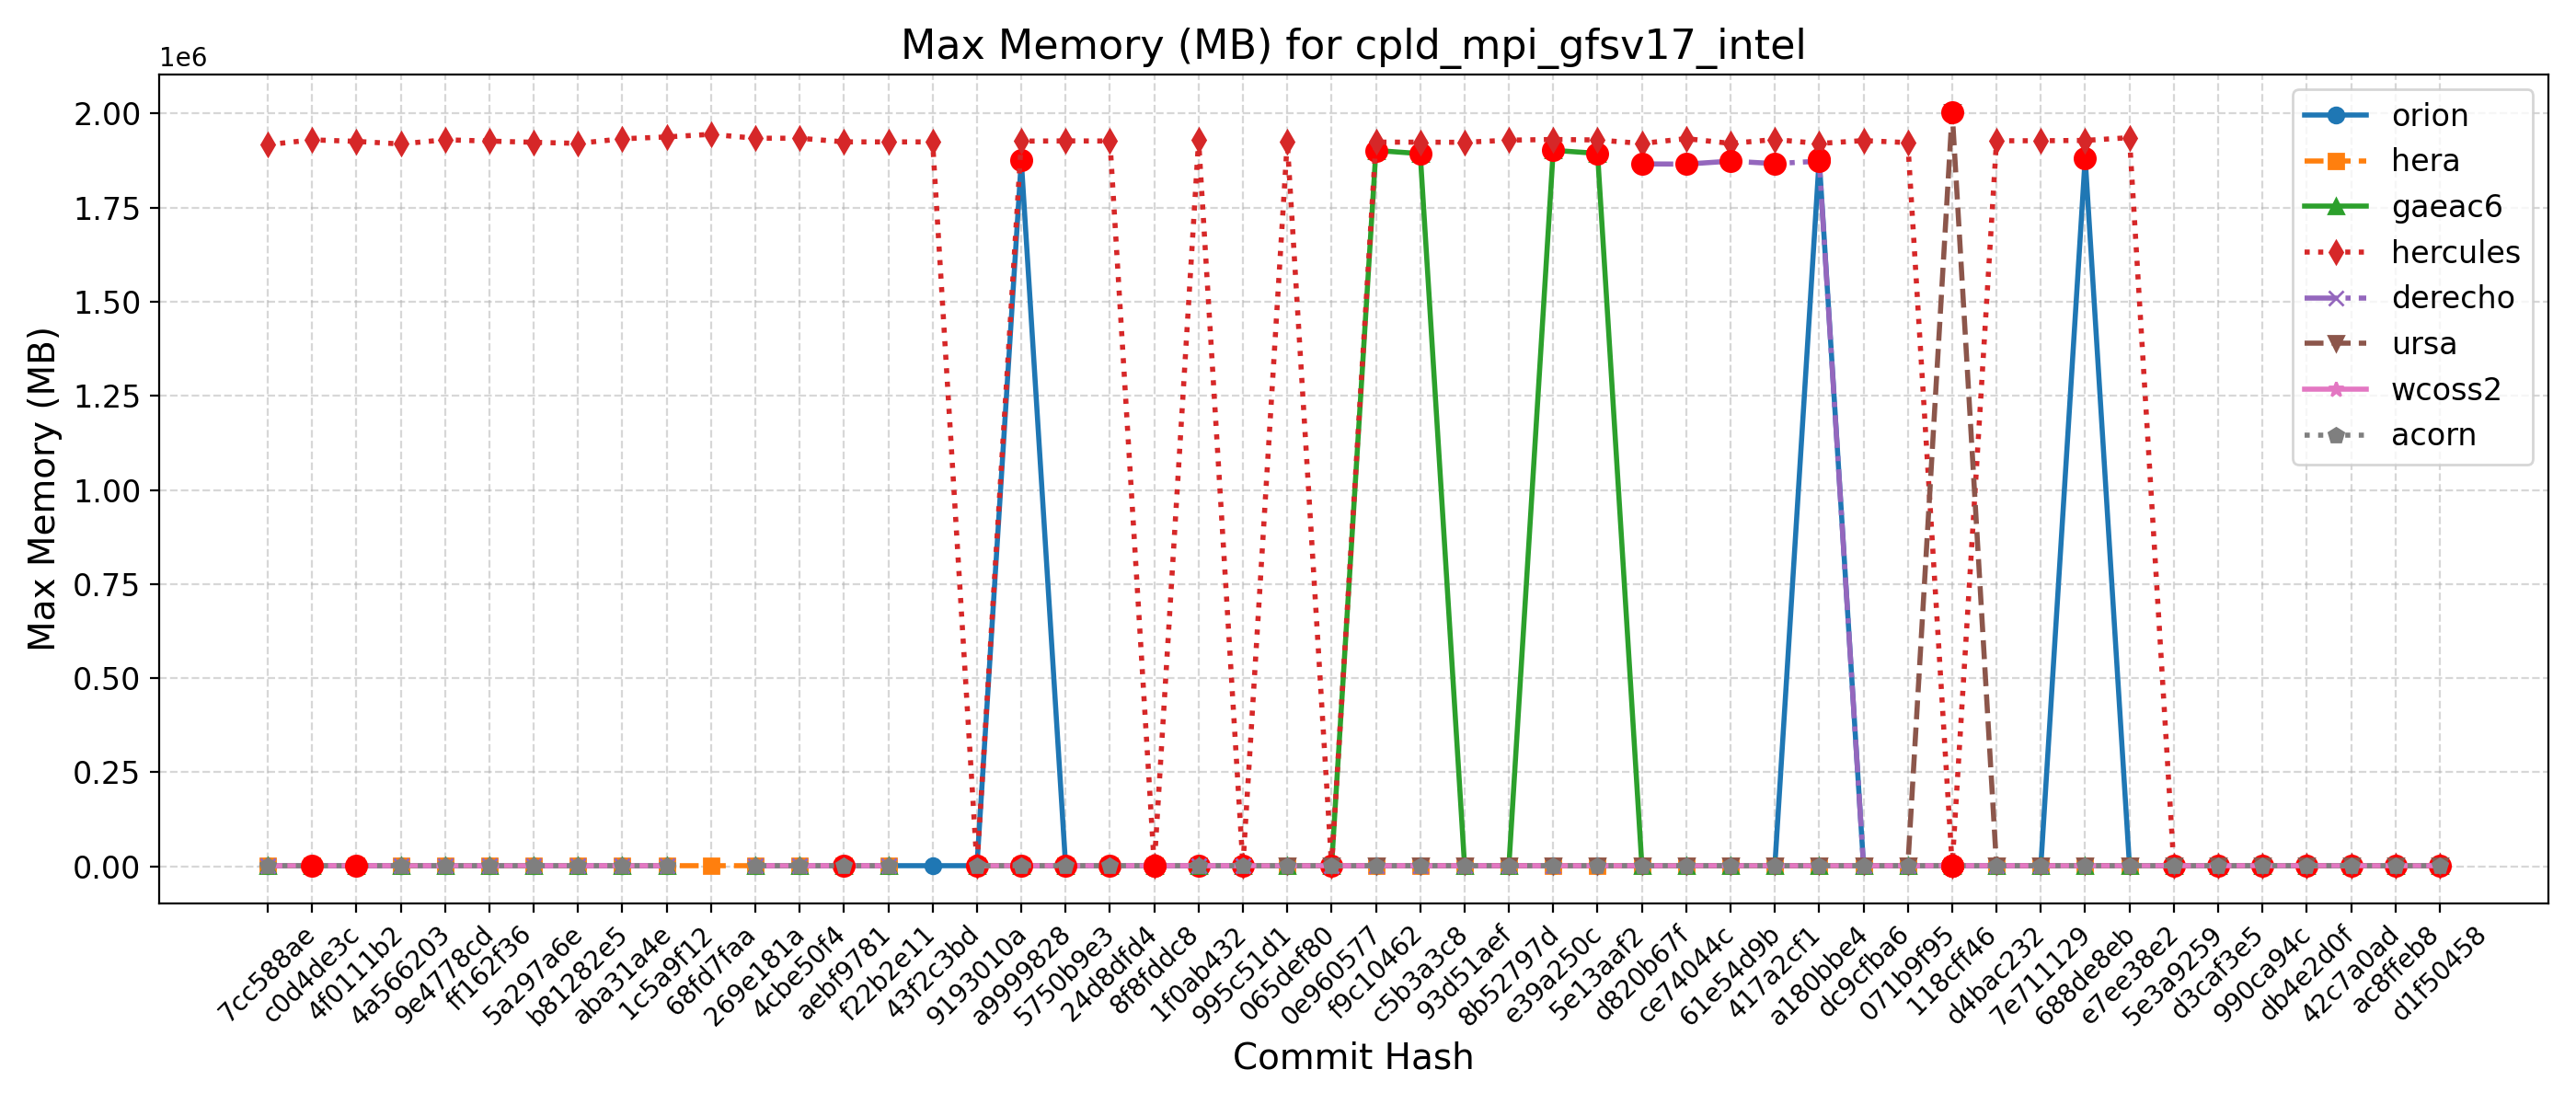 Max Memory (MB) for cpld_mpi_gfsv17_intel
1e6
2.00
1.75
1.50
1.25
1.00
0.75
0.50
0.25
0.00
Max Memory (MB)
orion
hera
gaeac6
hercules
derecho
ursa
wcoss2
acorn
7cc588ae
c0d4de3c
4f0111b2
4a566203
9e4778cd
ff162f36
5a297a6e
b81282e5
aba31a4e
1c5a9f12
68fd7faa
269e181a
4cbe50f4
aebf9781
f22b2e11
43f2c3bd
9193010a
a9999828
5750b9e3
24d8dfd4
8f8fddc8
1f0ab432
995c51d1
065def80
0e960577
f9c10462
c5b3a3c8
93d51aef
8b52797d
e39a250c
5e13aaf2
d820b67f
ce74044c
61e54d9b
417a2cf1
a180bbe4
dc9cfba6
071b9f95
118cff46
d4bac232
7e711129
688de8eb
e7ee38e2
5e3a9259
d3caf3e5
990ca94c
db4e2d0f
42c7a0ad
ac8ffeb8
d1f50458
Commit Hash